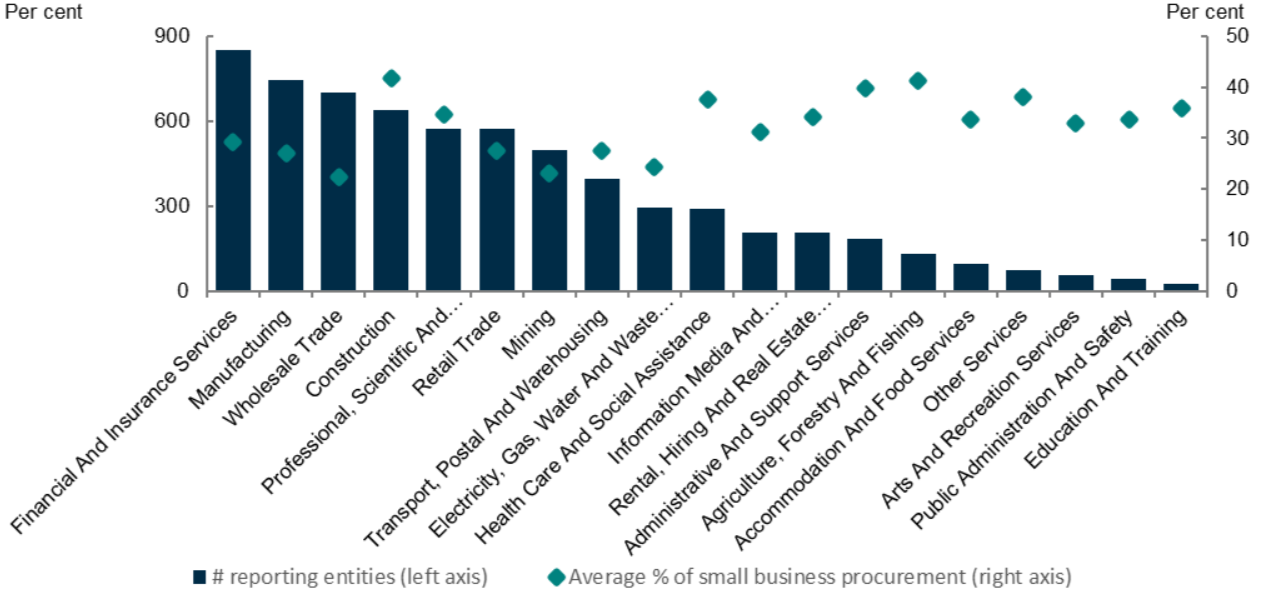 Per cent
Per cent
900
600
300
0
50
40
30
20
10
0
Financial And Insurance Services
Manufacturing
Wholesale Trade
Construction
Professional, Scientific And...
Retail Trade
Mining
Transport, Postal And Warehousing
Electricity, Gas, Water And Waste...
Health Care And Social Assistance
Information Media And...
Rental, Hiring And Real Estate...
Administrative And Support Services
Agriculture, Forestry And Fishing
Accommodation And Food Services
Other Services
Arts And Recreation Services
Public Administration And Safety
Education And Training
# reporting entities (left axis)
Average % of small business procurement (right axis)